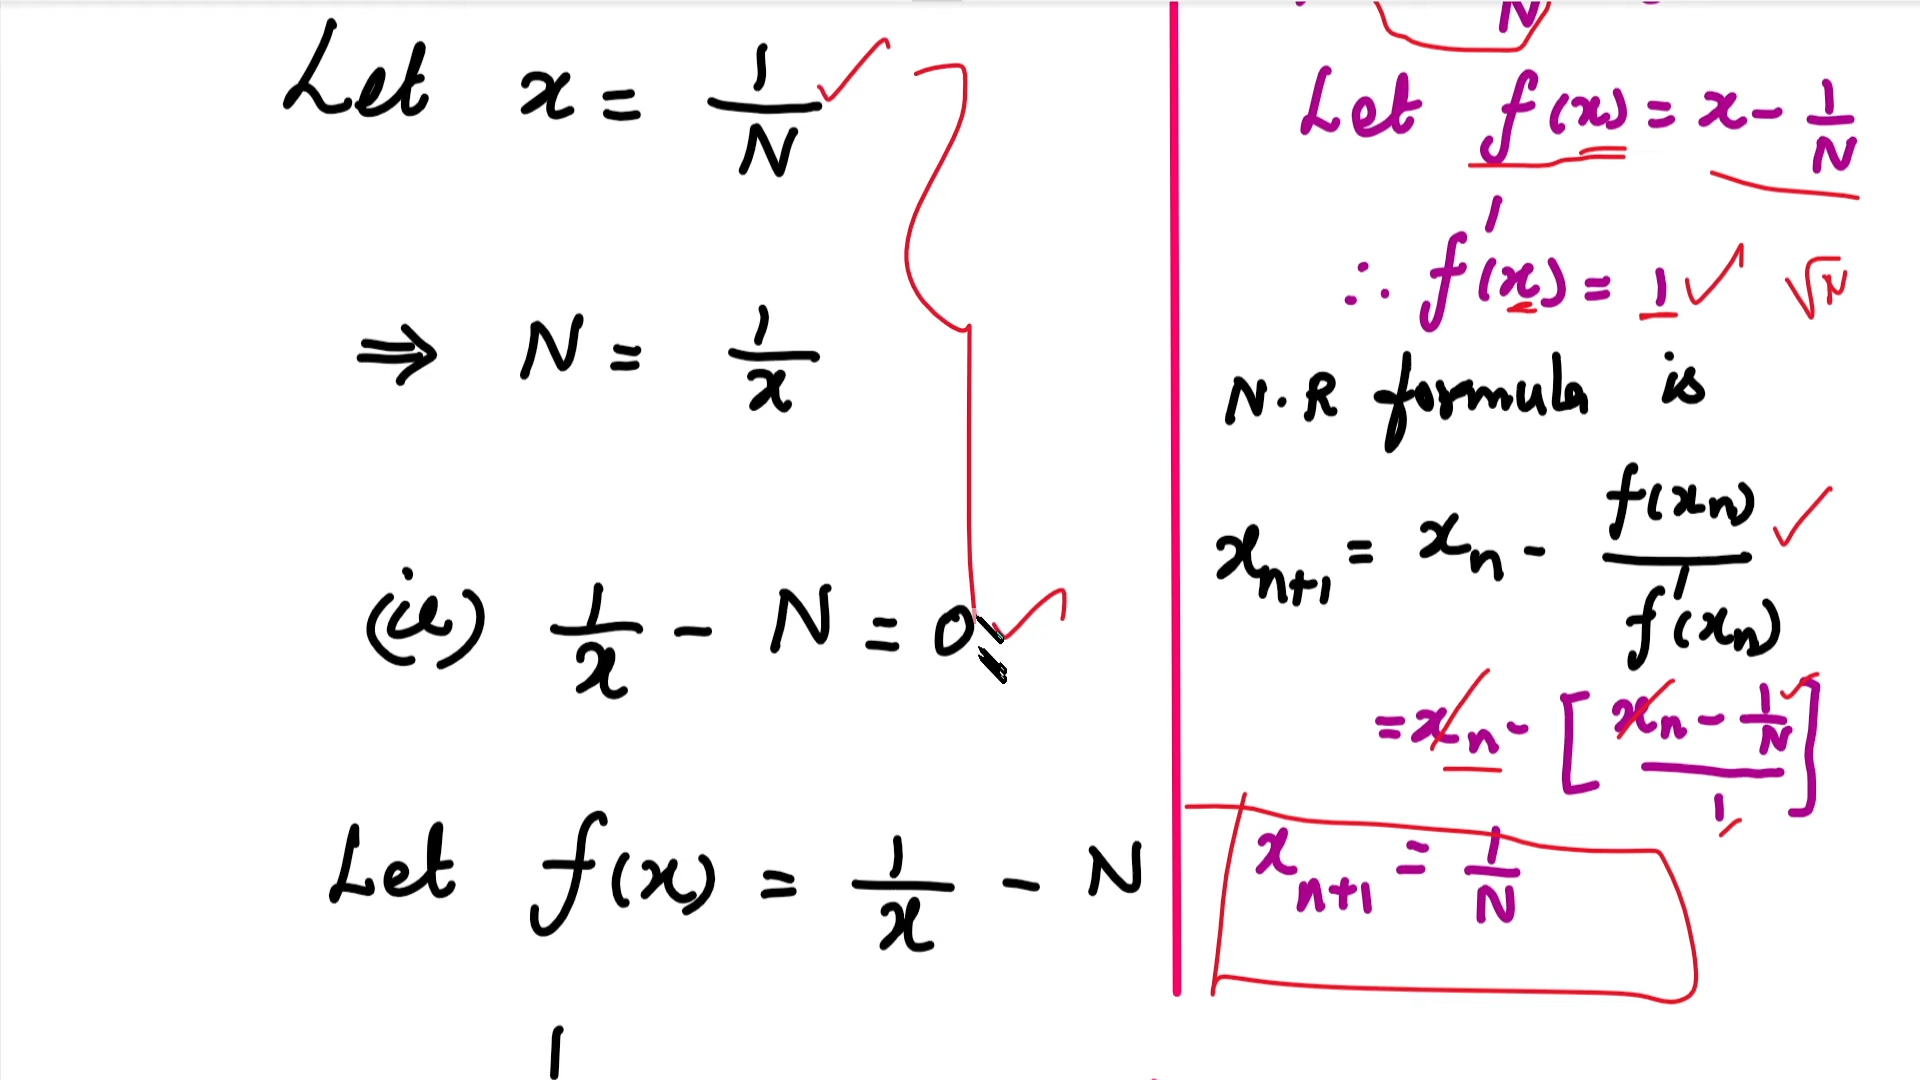 Let x = 1/N
⇒ N = 1/x
(ie) 1/x - N = 0
Let f(x) = 1/x - N
N
Let f(x) = x - 1/N
∴ f'(x) = 1 √N
N.R formula is
xₙ₊₁ = xₙ - f(xₙ)/f'(xₙ)
= xₙ - [(xₙ - 1/N)/1]
xₙ₊₁ = 1/N